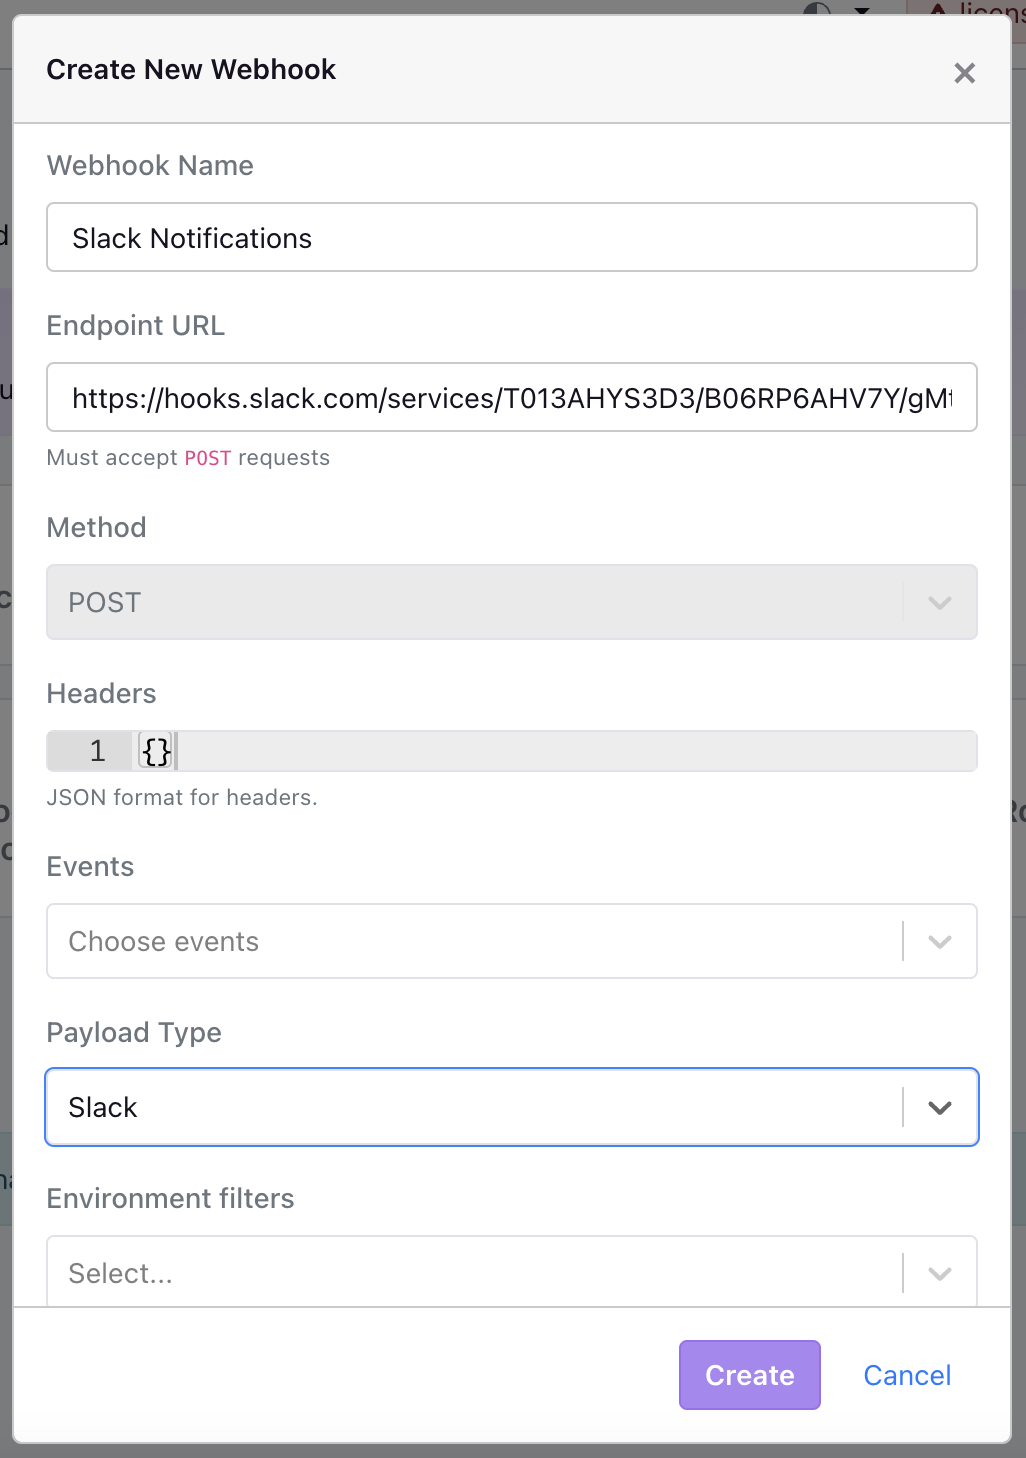 Create New Webhook
Webhook Name
Slack Notifications
Endpoint URL
https://hooks.slack.com/services/T013AHYS3D3/B06RP6AHV7Y/gM
Must accept POST requests
Method
POST
Headers
1 {}
JSON format for headers.
Events
Choose events
Payload Type
Slack
Environment filters
Select...
Create Cancel